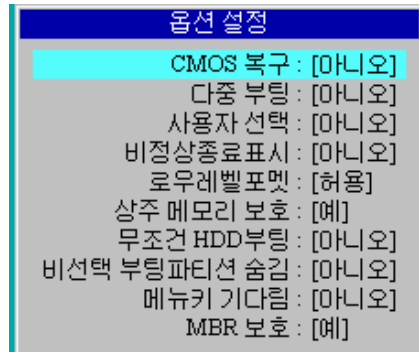 옵션 설정
CMOS 복구 : [아니오]
다중 부팅 : [아니오]
사용자 선택 : [아니오]
비정상종료표시 : [아니오]
로우레벨포멧 : [허용]
상주 메모리 보호 : [예]
무조건 HDD부팅 : [아니오]
비선택 부팅파티션 숨김 : [아니오]
메뉴키 기다림 : [아니오]
MBR 보호 : [예]